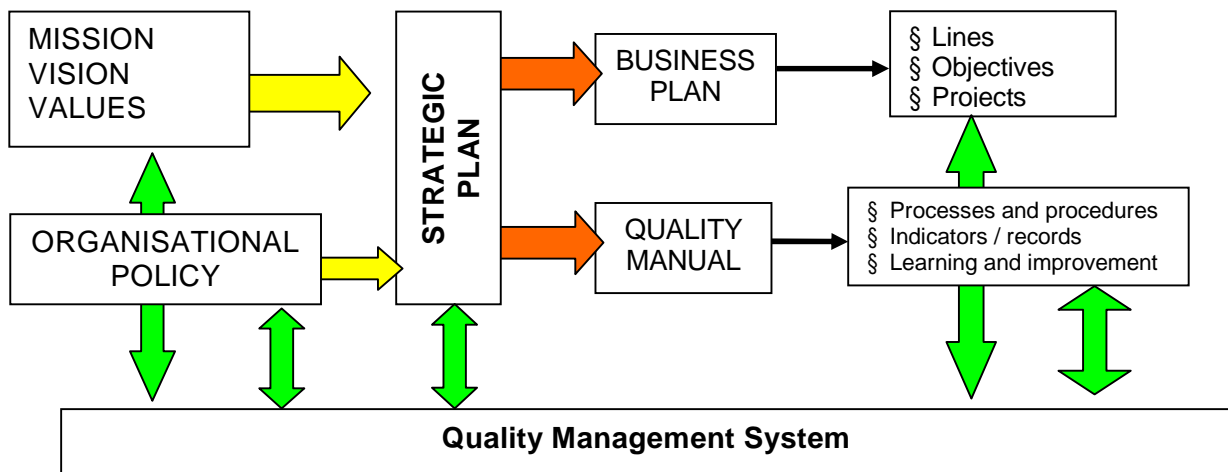 MISSION
VISION
VALUES
ORGANISATIONAL
POLICY
STRATEGIC
PLAN
BUSINESS
PLAN
QUALITY
MANUAL
§ Lines
§ Objectives
§ Projects
§ Processes and procedures
§ Indicators / records
§ Learning and improvement
Quality Management System